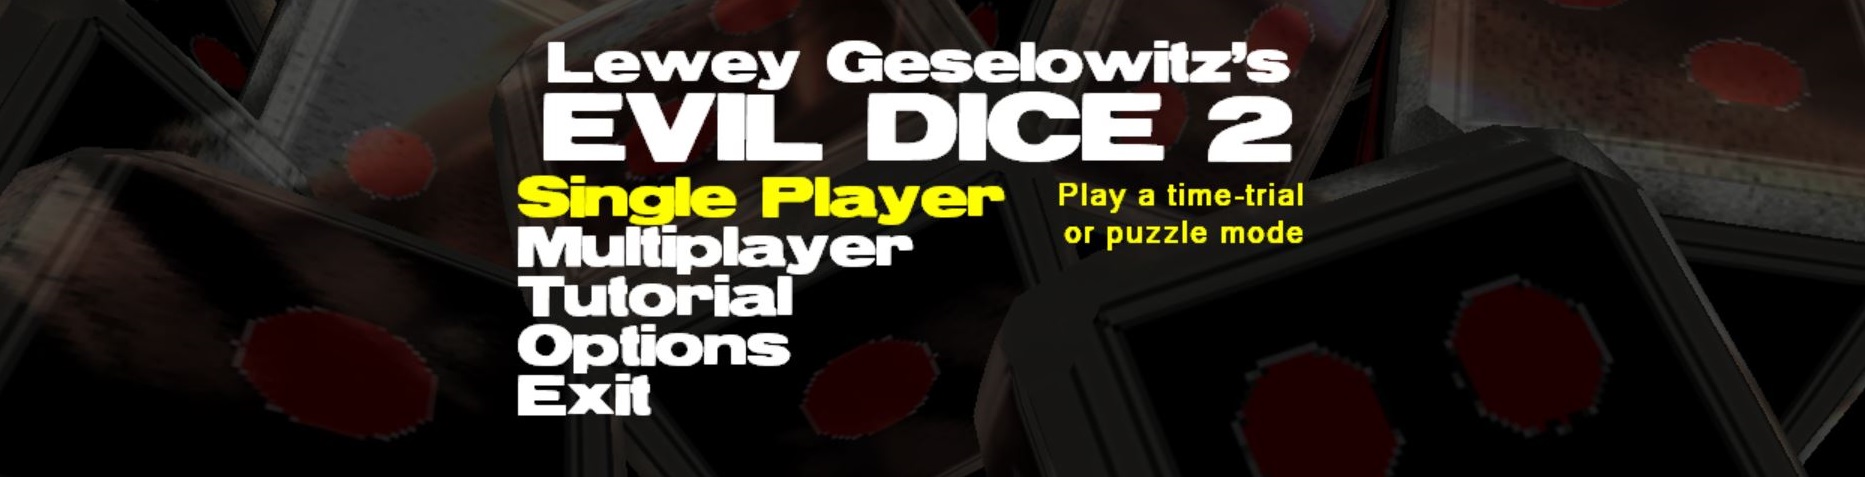 Lewey Geselowitz's
EVIL DICE 2
Single Player
Play a time-trial
or puzzle mode
Multiplayer
Tutorial
Options
Exit